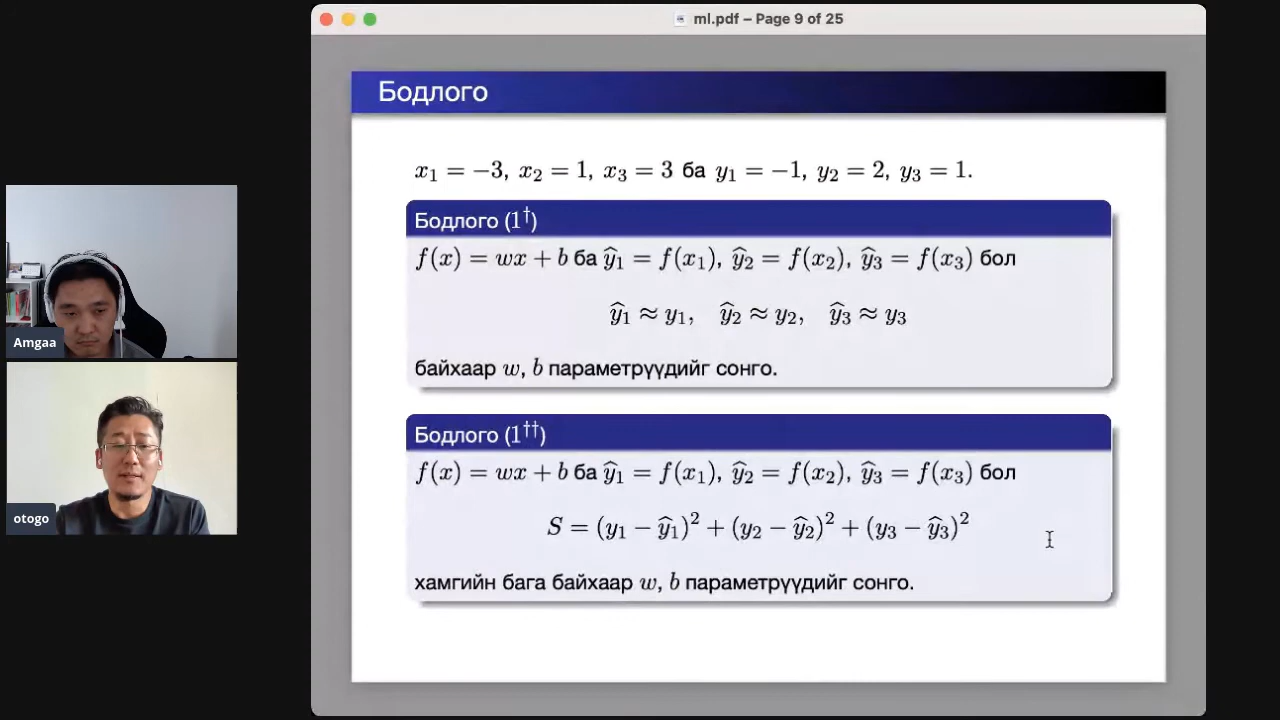 ml.pdf – Page 9 of 25
Бодлого
x₁ = −3, x₂ = 1, x₃ = 3 ба y₁ = −1, y₂ = 2, y₃ = 1.
Бодлого (1†)
f(x) = wx + b ба ŷ₁ = f(x₁), ŷ₂ = f(x₂), ŷ₃ = f(x₃) бол
ŷ₁ ≈ y₁, ŷ₂ ≈ y₂, ŷ₃ ≈ y₃
байхаар w, b параметрүүдийг сонго.
Бодлого (1††)
f(x) = wx + b ба ŷ₁ = f(x₁), ŷ₂ = f(x₂), ŷ₃ = f(x₃) бол
S = (y₁ − ŷ₁)² + (y₂ − ŷ₂)² + (y₃ − ŷ₃)²
хамгийн бага байхаар w, b параметрүүдийг сонго.
Amgaa
otogo